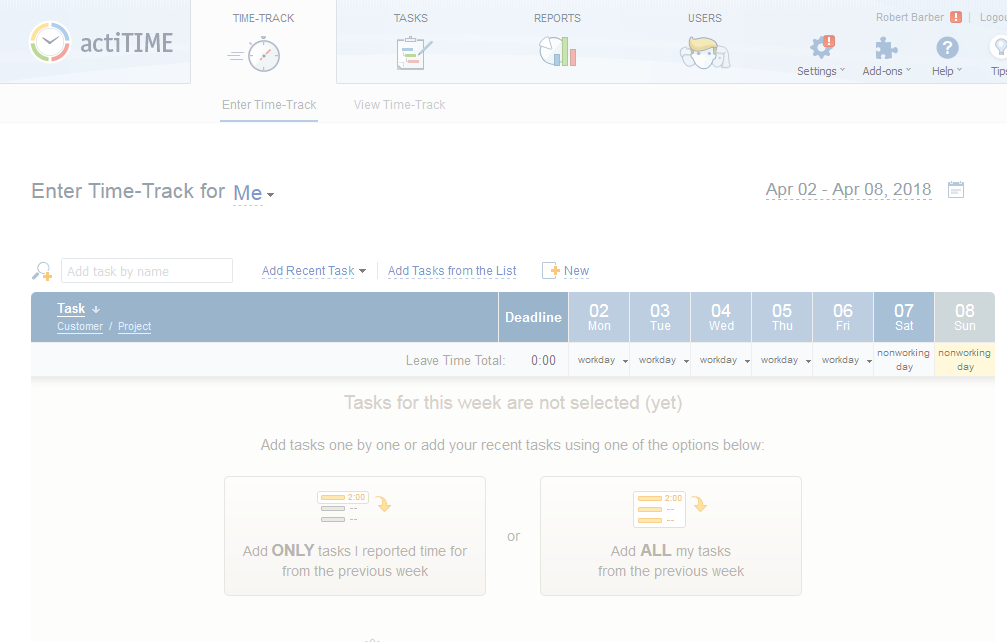 actiTIME
TIME-TRACK
TASKS
REPORTS
USERS
Robert Barber ! | Logou
!
Settings
Add-ons
?
Help
Tips
Enter Time-Track
View Time-Track
Enter Time-Track for Me
Apr 02 - Apr 08, 2018
Add task by name
Add Recent Task
Add Tasks from the List
New
Task
Customer / Project
Deadline
02
Mon
03
Tue
04
Wed
05
Thu
06
Fri
07
Sat
08
Sun
Leave Time Total: 0:00
workday
workday
workday
workday
workday
nonworking
day
nonworking
day
Tasks for this week are not selected (yet)
Add tasks one by one or add your recent tasks using one of the options below:
2:00
--
--
Add ONLY tasks I reported time for
from the previous week
or
2:00
--
--
Add ALL my tasks
from the previous week